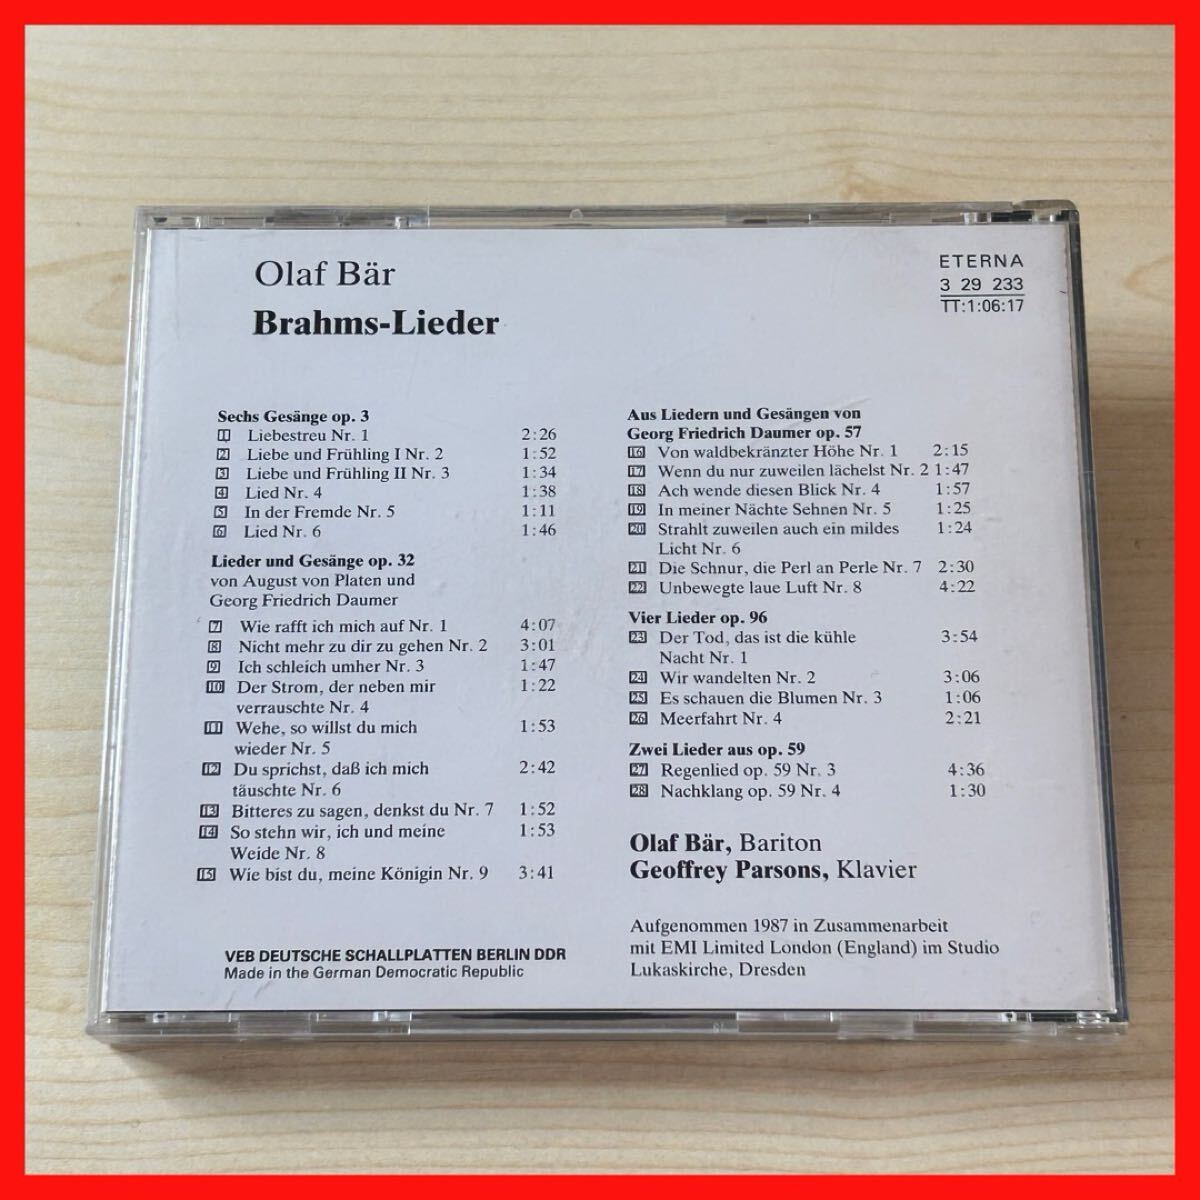 Olaf Bär
Brahms-Lieder
ETERNA
3 29 233
TT:1:06:17
Sechs Gesänge op. 3
1 Liebestreu Nr. 1 2:26
2 Liebe und Frühling I Nr. 2 1:52
3 Liebe und Frühling II Nr. 3 1:34
4 Lied Nr. 4 1:38
5 In der Fremde Nr. 5 1:11
6 Lied Nr. 6 1:46
Lieder und Gesänge op. 32
von August von Platen und
Georg Friedrich Daumer
7 Wie rafft ich mich auf Nr. 1 4:07
8 Nicht mehr zu dir zu gehen Nr. 2 3:01
9 Ich schleich umher Nr. 3 1:47
10 Der Strom, der neben mir 1:22
verrauschte Nr. 4
11 Wehe, so willst du mich 1:53
wieder Nr. 5
12 Du sprichst, daß ich mich 2:42
täuschte Nr. 6
13 Bitteres zu sagen, denkst du Nr. 7 1:52
14 So stehn wir, ich und meine 1:53
Weide Nr. 8
15 Wie bist du, meine Königin Nr. 9 3:41
VEB DEUTSCHE SCHALLPLATTEN BERLIN DDR
Made in the German Democratic Republic
Aus Liedern und Gesängen von
Georg Friedrich Daumer op. 57
16 Von waldbekränzter Höhe Nr. 1 2:15
17 Wenn du nur zuweilen lächelst Nr. 2 1:47
18 Ach wende diesen Blick Nr. 4 1:57
19 In meiner Nächte Sehnen Nr. 5 1:25
20 Strahlt zuweilen auch ein mildes 1:24
Licht Nr. 6
21 Die Schnur, die Perl an Perle Nr. 7 2:30
22 Unbewegte laue Luft Nr. 8 4:22
Vier Lieder op. 96
23 Der Tod, das ist die kühle 3:54
Nacht Nr. 1
24 Wir wandelten Nr. 2 3:06
25 Es schauen die Blumen Nr. 3 1:06
26 Meerfahrt Nr. 4 2:21
Zwei Lieder aus op. 59
27 Regenlied op. 59 Nr. 3 4:36
28 Nachklang op. 59 Nr. 4 1:30
Olaf Bär, Bariton
Geoffrey Parsons, Klavier
Aufgenommen 1987 in Zusammenarbeit
mit EMI Limited London (England) im Studio
Lukaskirche, Dresden